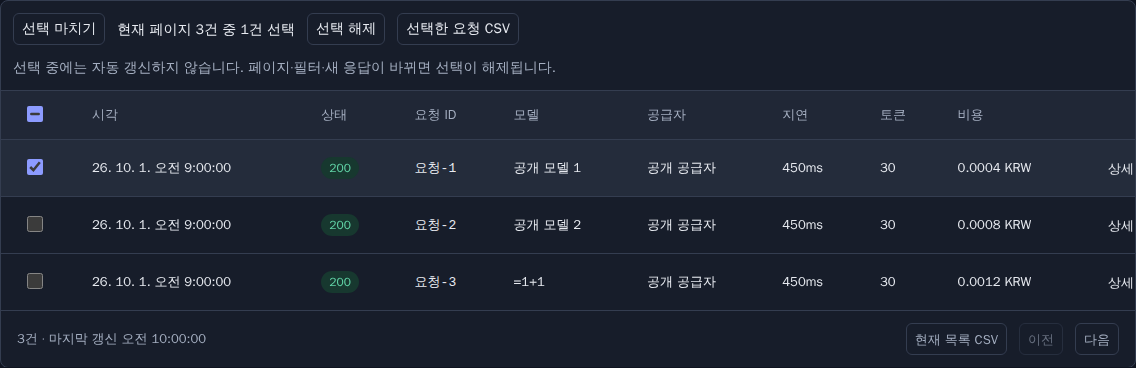 선택 마치기 현재 페이지 3건 중 1건 선택 선택 해제 선택한 요청 CSV
선택 중에는 자동 갱신하지 않습니다. 페이지·필터·새 응답이 바뀌면 선택이 해제됩니다.
시각 상태 요청 ID 모델 공급자 지연 토큰 비용
26. 10. 1. 오전 9:00:00 200 요청-1 공개 모델 1 공개 공급자 450ms 30 0.0004 KRW 상세
26. 10. 1. 오전 9:00:00 200 요청-2 공개 모델 2 공개 공급자 450ms 30 0.0008 KRW 상세
26. 10. 1. 오전 9:00:00 200 요청-3 =1+1 공개 공급자 450ms 30 0.0012 KRW 상세
3건 · 마지막 갱신 오전 10:00:00 현재 목록 CSV 이전 다음